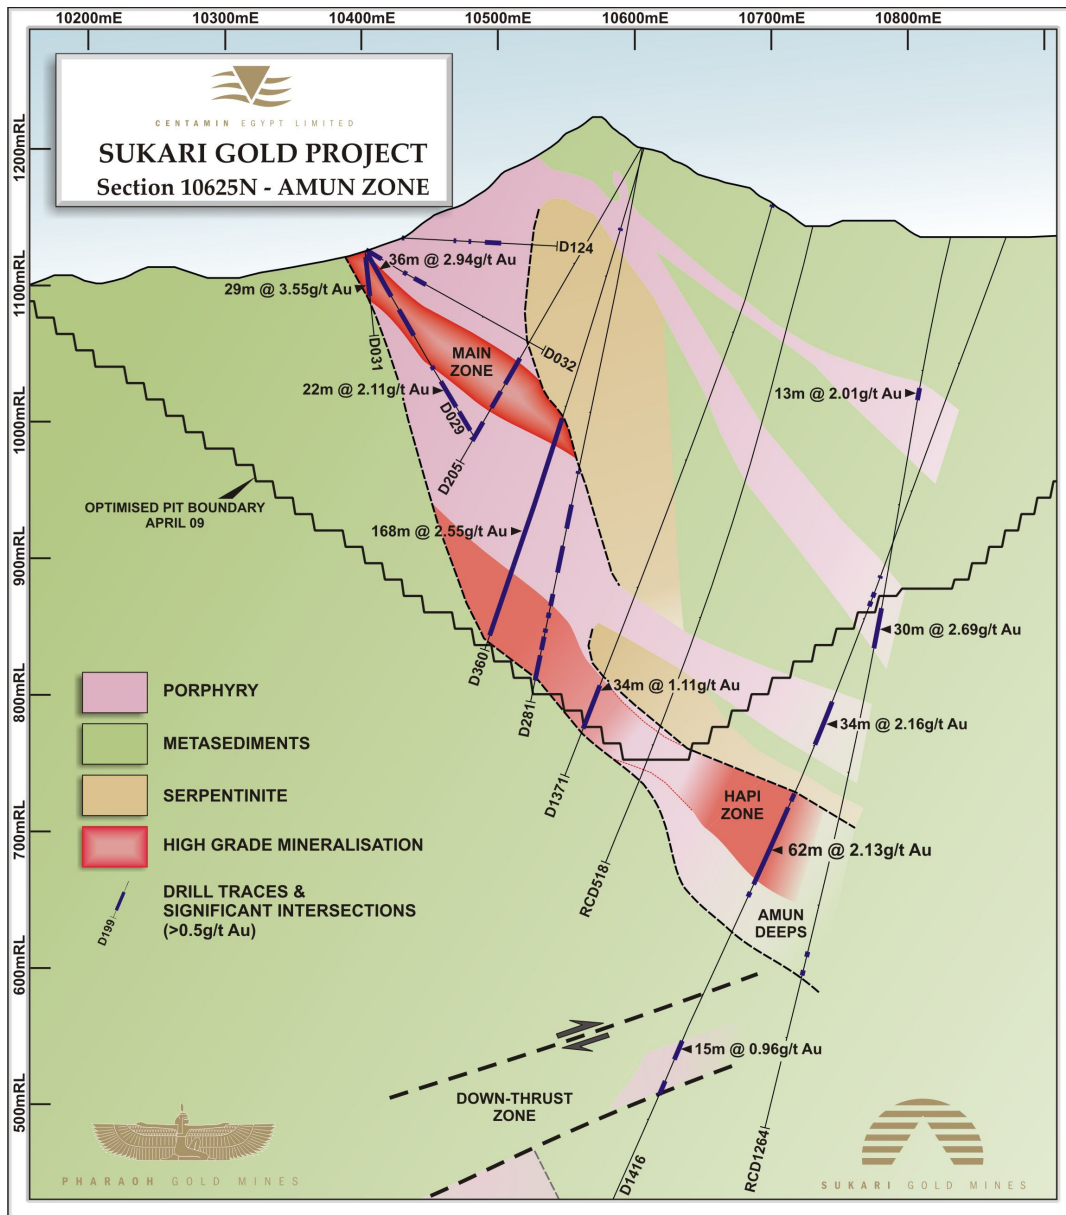 10200mE
10300mE
10400mE
10500mE
10600mE
10700mE
10800mE
CENTAMIN EGYPT LIMITED
SUKARI GOLD PROJECT
Section 10625N - AMUN ZONE
1200mRL
1100mRL
1000mRL
900mRL
800mRL
700mRL
600mRL
500mRL
D124
36m @ 2.94g/t Au
29m @ 3.55g/t Au
D031
D032
MAIN
ZONE
22m @ 2.11g/t Au
D029
D205
13m @ 2.01g/t Au
OPTIMISED PIT BOUNDARY
APRIL 09
168m @ 2.55g/t Au
30m @ 2.69g/t Au
D360
D281
34m @ 1.11g/t Au
34m @ 2.16g/t Au
D1371
HAPI
ZONE
62m @ 2.13g/t Au
RCD518
AMUN
DEEPS
PORPHYRY
METASEDIMENTS
SERPENTINITE
HIGH GRADE MINERALISATION
D199
DRILL TRACES &
SIGNIFICANT INTERSECTIONS
(>0.5g/t Au)
15m @ 0.96g/t Au
DOWN-THRUST
ZONE
D1416
RCD1264
PHARAOH GOLD MINES
SUKARI GOLD MINES